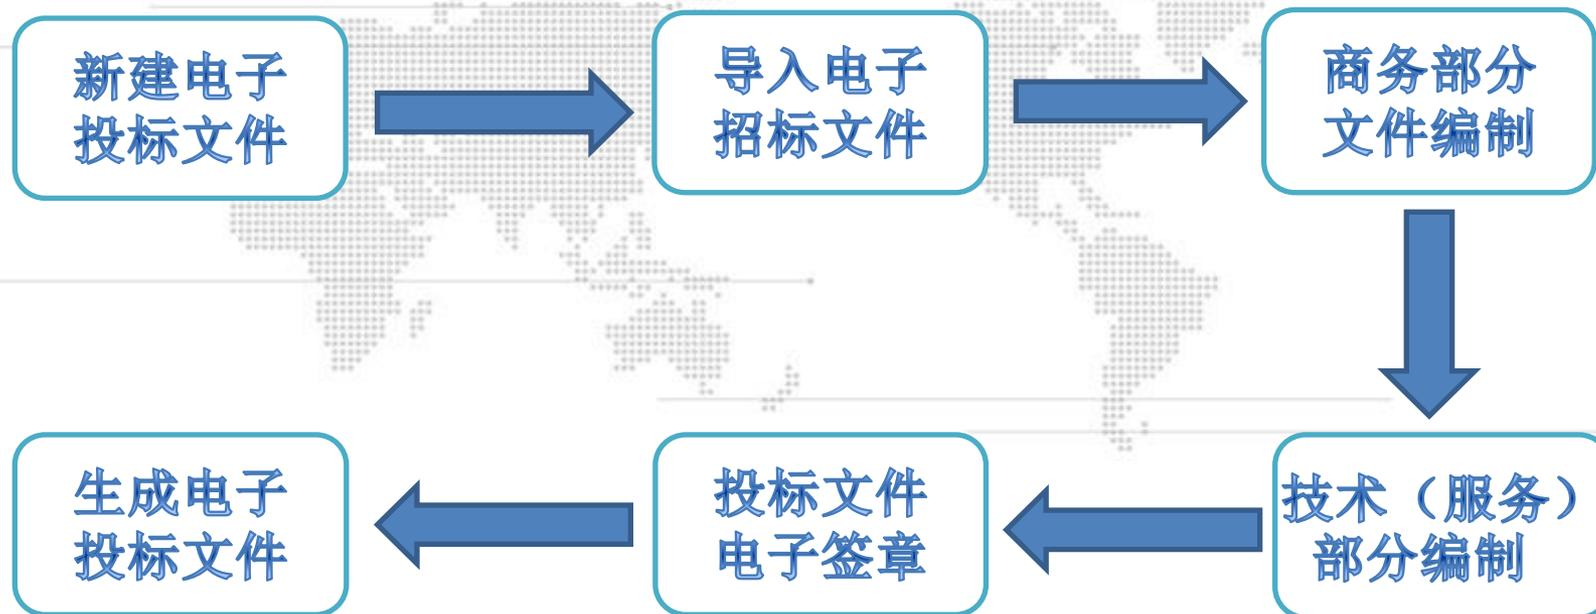 新建电子
投标文件
导入电子
招标文件
商务部分
文件编制
技术（服务）
部分编制
投标文件
电子签章
生成电子
投标文件